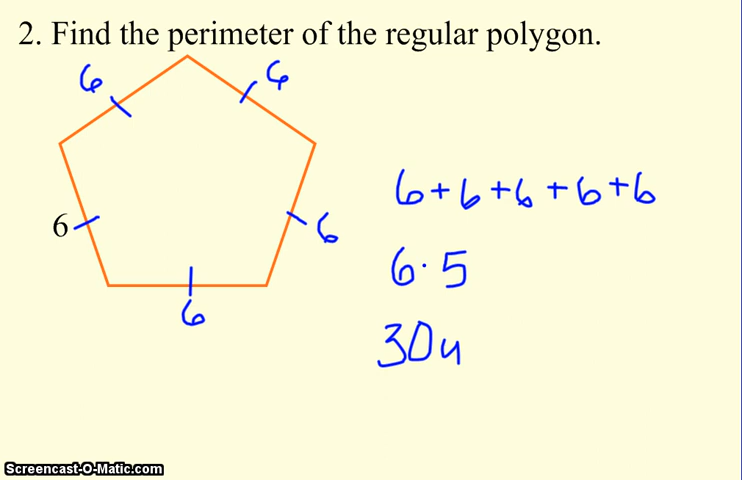 2. Find the perimeter of the regular polygon.
6
6
6
6
6
6+6+6+6+6
6·5
30u
Screencast-O-Matic.com